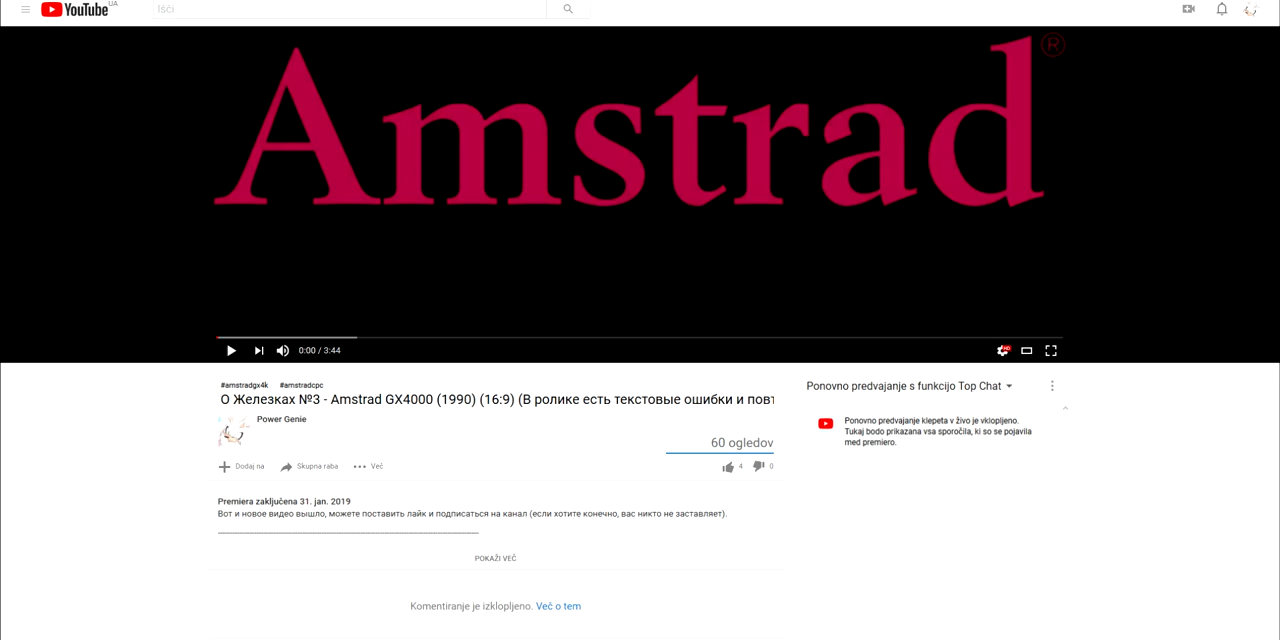 YouTube UA
Išči
Amstrad®
0:00 / 3:44
HD
#amstradgx4k #amstradcpc
О Железках №3 - Amstrad GX4000 (1990) (16:9) (В ролике есть текстовые ошибки и повт
Power Genie
60 ogledov
Dodaj na Skupna raba Več 4 0
Premiera zaključena 31. jan. 2019
Вот и новое видео вышло, можете поставить лайк и подписаться на канал (если хотите конечно, вас никто не заставляет).
POKAŽI VEČ
Komentiranje je izklopljeno. Več o tem
Ponovno predvajanje s funkcijo Top Chat
Ponovno predvajanje klepeta v živo je vklopljeno.
Tukaj bodo prikazana vsa sporočila, ki so se pojavila
med premiero.